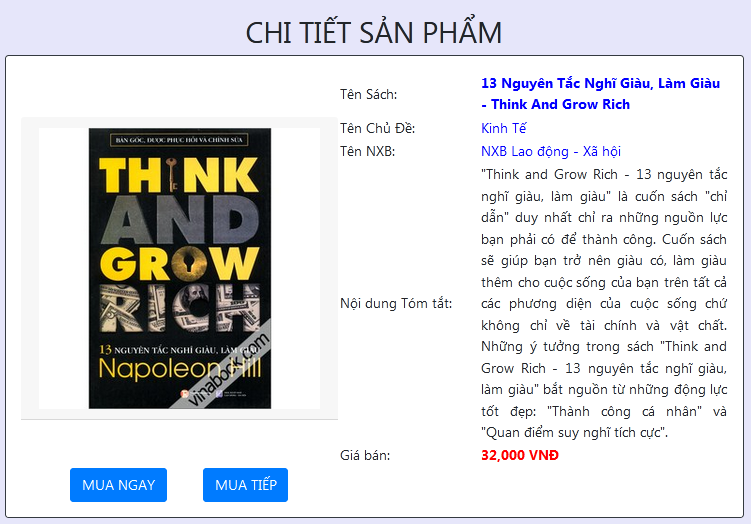 CHI TIẾT SẢN PHẨM
BẢN GỐC, ĐƯỢC PHỤC HỒI VÀ CHỈNH SỬA
THINK
AND
GROW
RICH
13 NGUYÊN TẮC NGHĨ GIÀU, LÀM GIÀU
Napoleon Hill
vinabook.com
MUA NGAY
MUA TIẾP
Tên Sách:
13 Nguyên Tắc Nghĩ Giàu, Làm Giàu
- Think And Grow Rich
Tên Chủ Đề:
Kinh Tế
Tên NXB:
NXB Lao động - Xã hội
Nội dung Tóm tắt:
"Think and Grow Rich - 13 nguyên tắc
nghĩ giàu, làm giàu" là cuốn sách "chỉ
dẫn" duy nhất chỉ ra những nguồn lực
bạn phải có để thành công. Cuốn sách
sẽ giúp bạn trở nên giàu có, làm giàu
thêm cho cuộc sống của bạn trên tất cả
các phương diện của cuộc sống chứ
không chỉ về tài chính và vật chất.
Những ý tưởng trong sách "Think and
Grow Rich - 13 nguyên tắc nghĩ giàu,
làm giàu" bắt nguồn từ những động lực
tốt đẹp: "Thành công cá nhân" và
"Quan điểm suy nghĩ tích cực".
Giá bán:
32,000 VNĐ